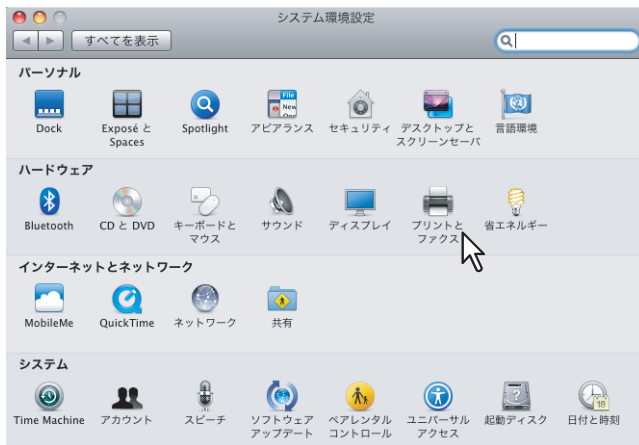 システム環境設定
すべてを表示
パーソナル
Dock
Exposé と
Spaces
Spotlight
File
New
アピアランス
セキュリティ
デスクトップと
スクリーンセーバ
言語環境
ハードウェア
Bluetooth
CD と DVD
キーボードと
マウス
サウンド
ディスプレイ
プリントと
ファクス
省エネルギー
インターネットとネットワーク
MobileMe
QuickTime
ネットワーク
共有
システム
Time Machine
アカウント
スピーチ
ソフトウェア
アップデート
ペアレンタル
コントロール
ユニバーサル
アクセス
起動ディスク
?
18
日付と時刻